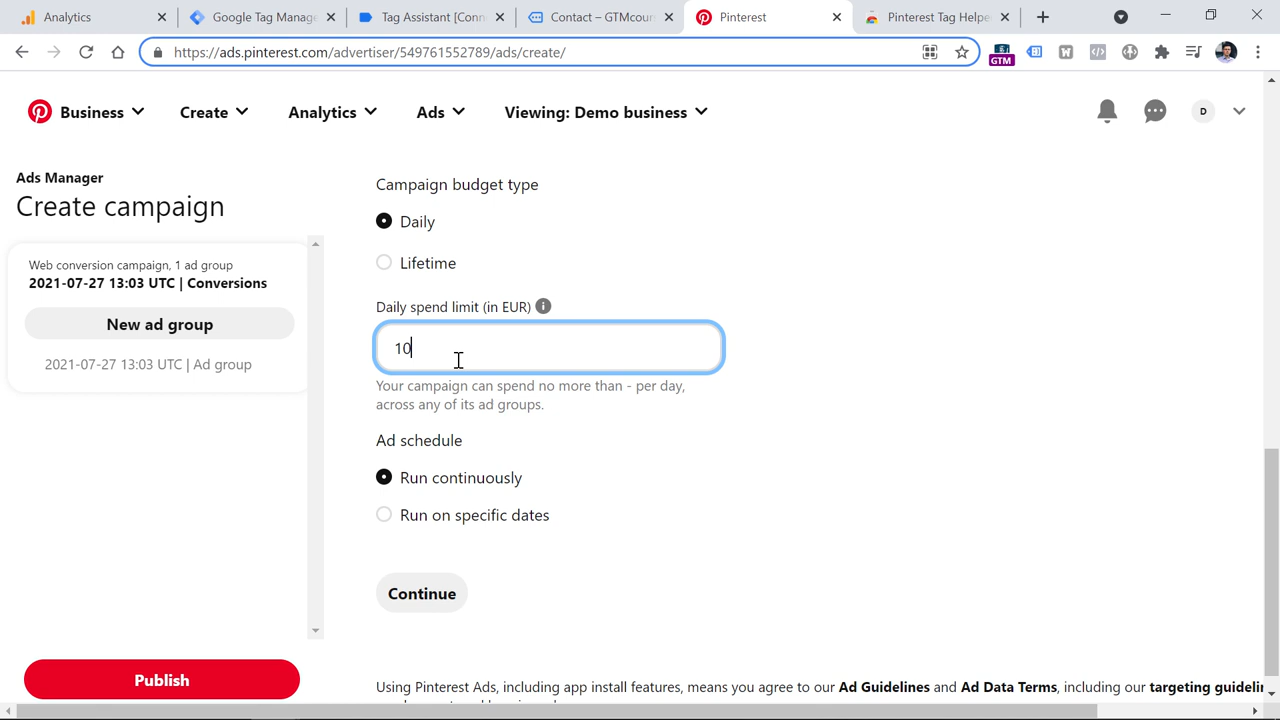 Analytics
Google Tag Manage
Tag Assistant [Conn
Contact – GTMcoun
Pinterest
Pinterest Tag Helpe
https://ads.pinterest.com/advertiser/549761552789/ads/create/
GTM
Business
Create
Analytics
Ads
Viewing: Demo business
D
Ads Manager
Create campaign
Web conversion campaign, 1 ad group
2021-07-27 13:03 UTC | Conversions
New ad group
2021-07-27 13:03 UTC | Ad group
Publish
Campaign budget type
Daily
Lifetime
Daily spend limit (in EUR)
10
Your campaign can spend no more than - per day,
across any of its ad groups.
Ad schedule
Run continuously
Run on specific dates
Continue
Using Pinterest Ads, including app install features, means you agree to our Ad Guidelines and Ad Data Terms, including our targeting guidelin